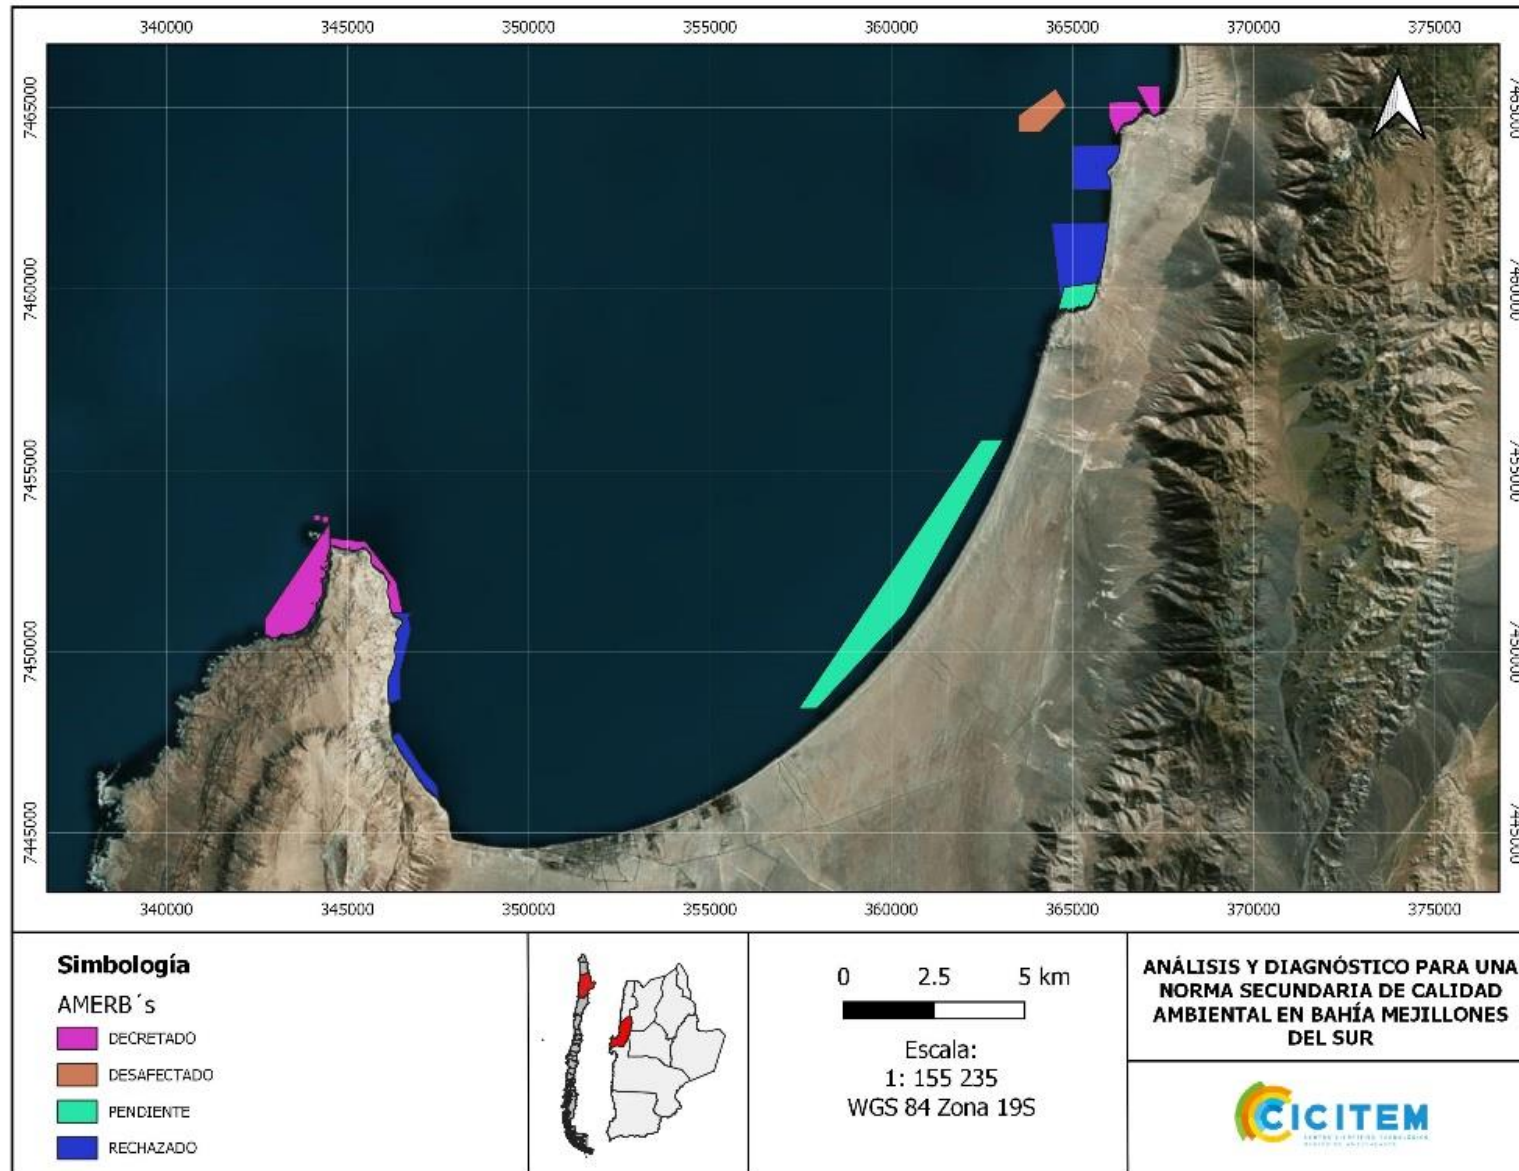 340000 345000 350000 355000 360000 365000 370000 375000
7465000 7465000
7460000 7460000
7455000 7455000
7450000 7450000
7445000 7445000
340000 345000 350000 355000 360000 365000 370000 375000
Simbología
AMERB´s
DECRETADO
DESAFECTADO
PENDIENTE
RECHAZADO
0 2.5 5 km
Escala:
1: 155 235
WGS 84 Zona 19S
ANÁLISIS Y DIAGNÓSTICO PARA UNA
NORMA SECUNDARIA DE CALIDAD
AMBIENTAL EN BAHÍA MEJILLONES
DEL SUR
CICITEM